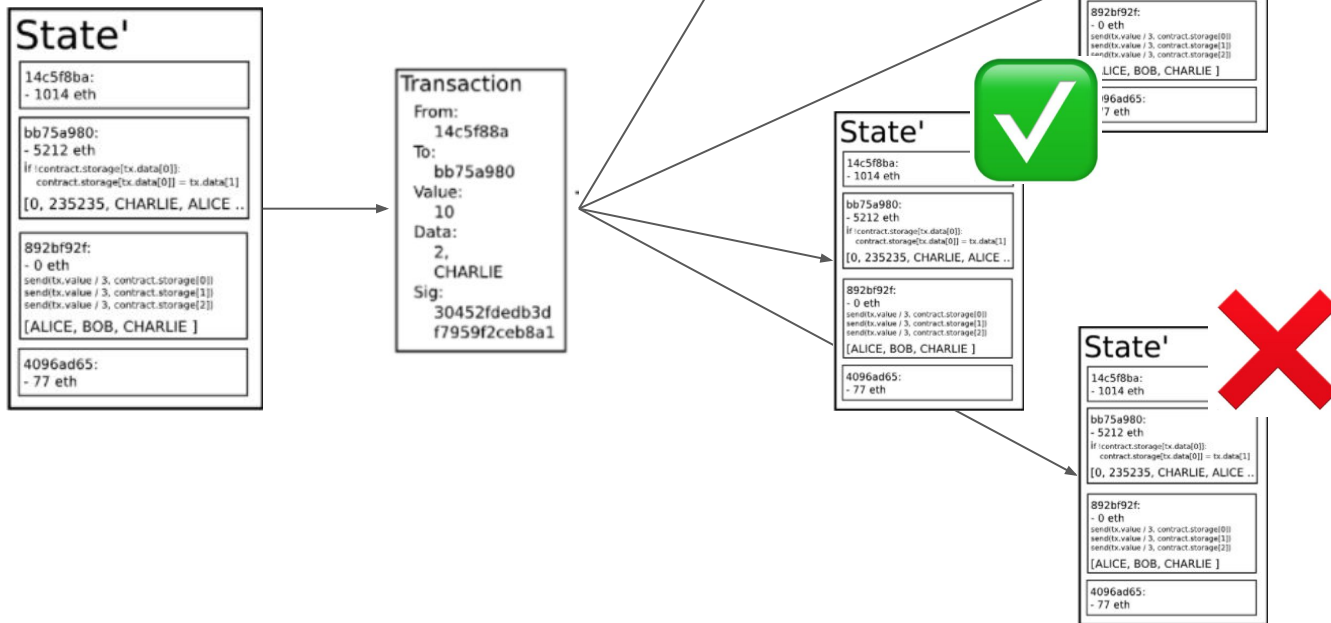 State'
14c5f8ba:
- 1014 eth
bb75a980:
- 5212 eth
if !contract.storage[tx.data[0]]:
contract.storage[tx.data[0]] = tx.data[1]
[0, 235235, CHARLIE, ALICE ..
892bf92f:
- 0 eth
send(tx.value / 3, contract.storage[0])
send(tx.value / 3, contract.storage[1])
send(tx.value / 3, contract.storage[2])
[ALICE, BOB, CHARLIE ]
4096ad65:
- 77 eth
Transaction
From:
14c5f88a
To:
bb75a980
Value:
10
Data:
2,
CHARLIE
Sig:
30452fdedb3d
f7959f2ceb8a1
State'
14c5f8ba:
- 1014 eth
bb75a980:
- 5212 eth
if !contract.storage[tx.data[0]]:
contract.storage[tx.data[0]] = tx.data[1]
[0, 235235, CHARLIE, ALICE ..
892bf92f:
- 0 eth
send(tx.value / 3, contract.storage[0])
send(tx.value / 3, contract.storage[1])
send(tx.value / 3, contract.storage[2])
[ALICE, BOB, CHARLIE ]
4096ad65:
- 77 eth
892bf92f:
- 0 eth
send(tx.value / 3, contract.storage[0])
send(tx.value / 3, contract.storage[1])
send(tx.value / 3, contract.storage[2])
LICE, BOB, CHARLIE ]
96ad65:
7 eth
State'
14c5f8ba:
- 1014 eth
bb75a980:
- 5212 eth
if !contract.storage[tx.data[0]]:
contract.storage[tx.data[0]] = tx.data[1]
[0, 235235, CHARLIE, ALICE ..
892bf92f:
- 0 eth
send(tx.value / 3, contract.storage[0])
send(tx.value / 3, contract.storage[1])
send(tx.value / 3, contract.storage[2])
[ALICE, BOB, CHARLIE ]
4096ad65:
- 77 eth